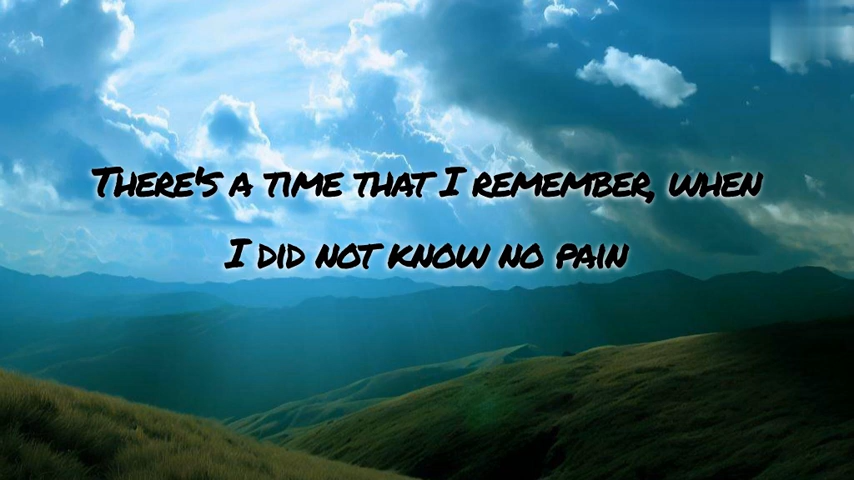 There's a time that I remember, when
I did not know no pain